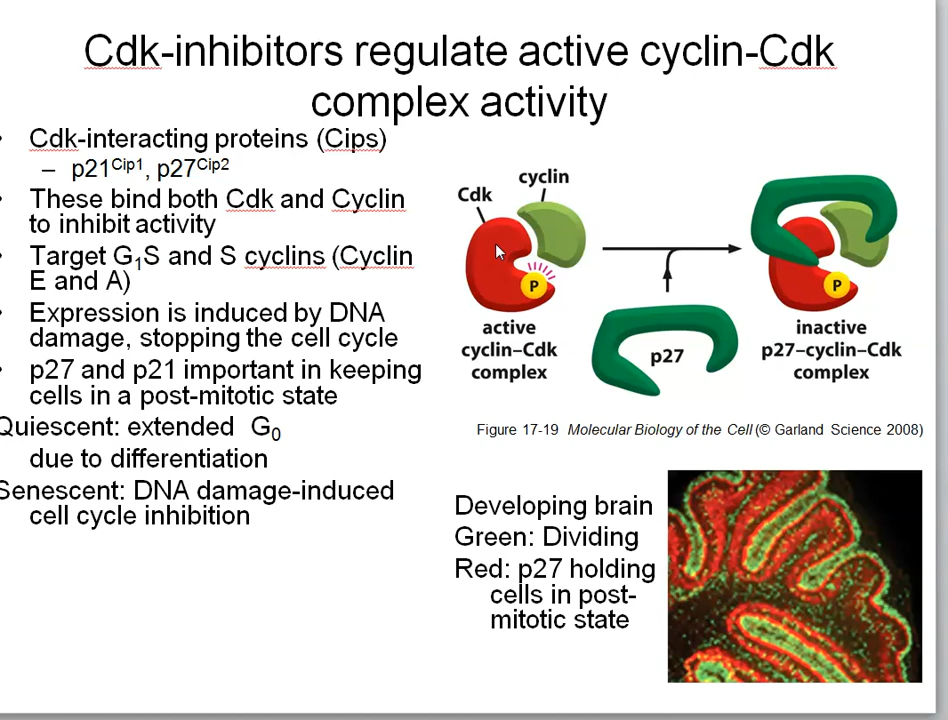 Cdk-inhibitors regulate active cyclin-Cdk
complex activity
• Cdk-interacting proteins (Cips)
– p21Cip1, p27Cip2
• These bind both Cdk and Cyclin
to inhibit activity
• Target G1S and S cyclins (Cyclin
E and A)
• Expression is induced by DNA
damage, stopping the cell cycle
• p27 and p21 important in keeping
cells in a post-mitotic state
Quiescent: extended G0
due to differentiation
Senescent: DNA damage-induced
cell cycle inhibition
cyclin
Cdk
P
active
cyclin–Cdk
complex
p27
P
inactive
p27–cyclin–Cdk
complex
Figure 17-19 Molecular Biology of the Cell (© Garland Science 2008)
Developing brain
Green: Dividing
Red: p27 holding
cells in post-
mitotic state